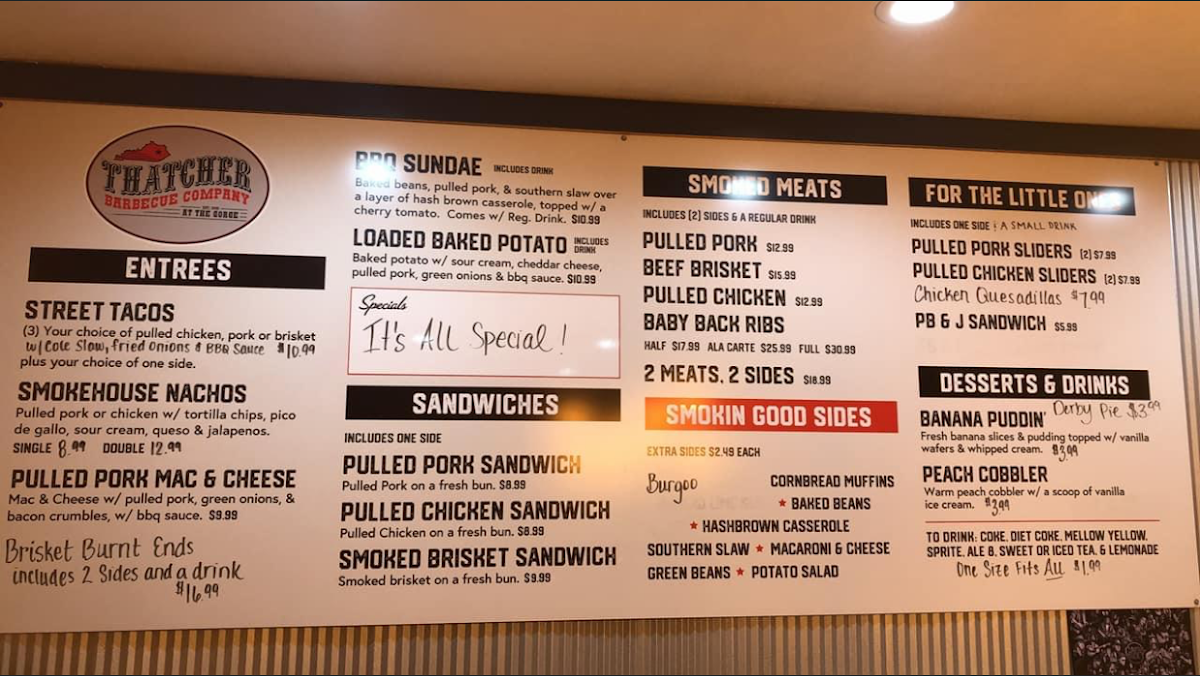 THATCHER
BARBECUE COMPANY
AT THE GORGE
ENTREES
STREET TACOS
(3) Your choice of pulled chicken, pork or brisket
w/ Cole Slaw, Fried Onions & BBQ Sauce $10.99
plus your choice of one side.
SMOKEHOUSE NACHOS
Pulled pork or chicken w/ tortilla chips, pico
de gallo, sour cream, queso & jalapenos.
SINGLE 8.99 DOUBLE 12.99
PULLED PORK MAC & CHEESE
Mac & Cheese w/ pulled pork, green onions, &
bacon crumbles, w/ bbq sauce. $9.99
Brisket Burnt Ends
includes 2 Sides and a drink
$16.99
BBQ SUNDAE INCLUDES DRINK
Baked beans, pulled pork, & southern slaw over
a layer of hash brown casserole, topped w/ a
cherry tomato. Comes w/ Reg. Drink. $10.99
LOADED BAKED POTATO INCLUDES
DRINK
Baked potato w/ sour cream, cheddar cheese,
pulled pork, green onions & bbq sauce. $10.99
Specials
It's All Special!
SANDWICHES
INCLUDES ONE SIDE
PULLED PORK SANDWICH
Pulled Pork on a fresh bun. $8.99
PULLED CHICKEN SANDWICH
Pulled Chicken on a fresh bun. $8.99
SMOKED BRISKET SANDWICH
Smoked brisket on a fresh bun. $9.99
SMOKED MEATS
INCLUDES (2) SIDES & A REGULAR DRINK
PULLED PORK $12.99
BEEF BRISKET $15.99
PULLED CHICKEN $12.99
BABY BACK RIBS
HALF $17.99 ALA CARTE $25.99 FULL $30.99
2 MEATS, 2 SIDES $18.99
SMOKIN GOOD SIDES
EXTRA SIDES $2.49 EACH
Burgoo
CORNBREAD MUFFINS
★ BAKED BEANS
★ HASHBROWN CASSEROLE
SOUTHERN SLAW ★ MACARONI & CHEESE
GREEN BEANS ★ POTATO SALAD
FOR THE LITTLE ONES
INCLUDES ONE SIDE & A SMALL DRINK
PULLED PORK SLIDERS (2) $7.99
PULLED CHICKEN SLIDERS (2) $7.99
Chicken Quesadillas $7.99
PB & J SANDWICH $5.99
DESSERTS & DRINKS
BANANA PUDDIN' Derby Pie $3.99
Fresh banana slices & pudding topped w/ vanilla
wafers & whipped cream. $3.99
PEACH COBBLER
Warm peach cobbler w/ a scoop of vanilla
ice cream. $3.99
TO DRINK: COKE, DIET COKE, MELLOW YELLOW,
SPRITE, ALE 8, SWEET OR ICED TEA, & LEMONADE
One Size Fits All $1.99